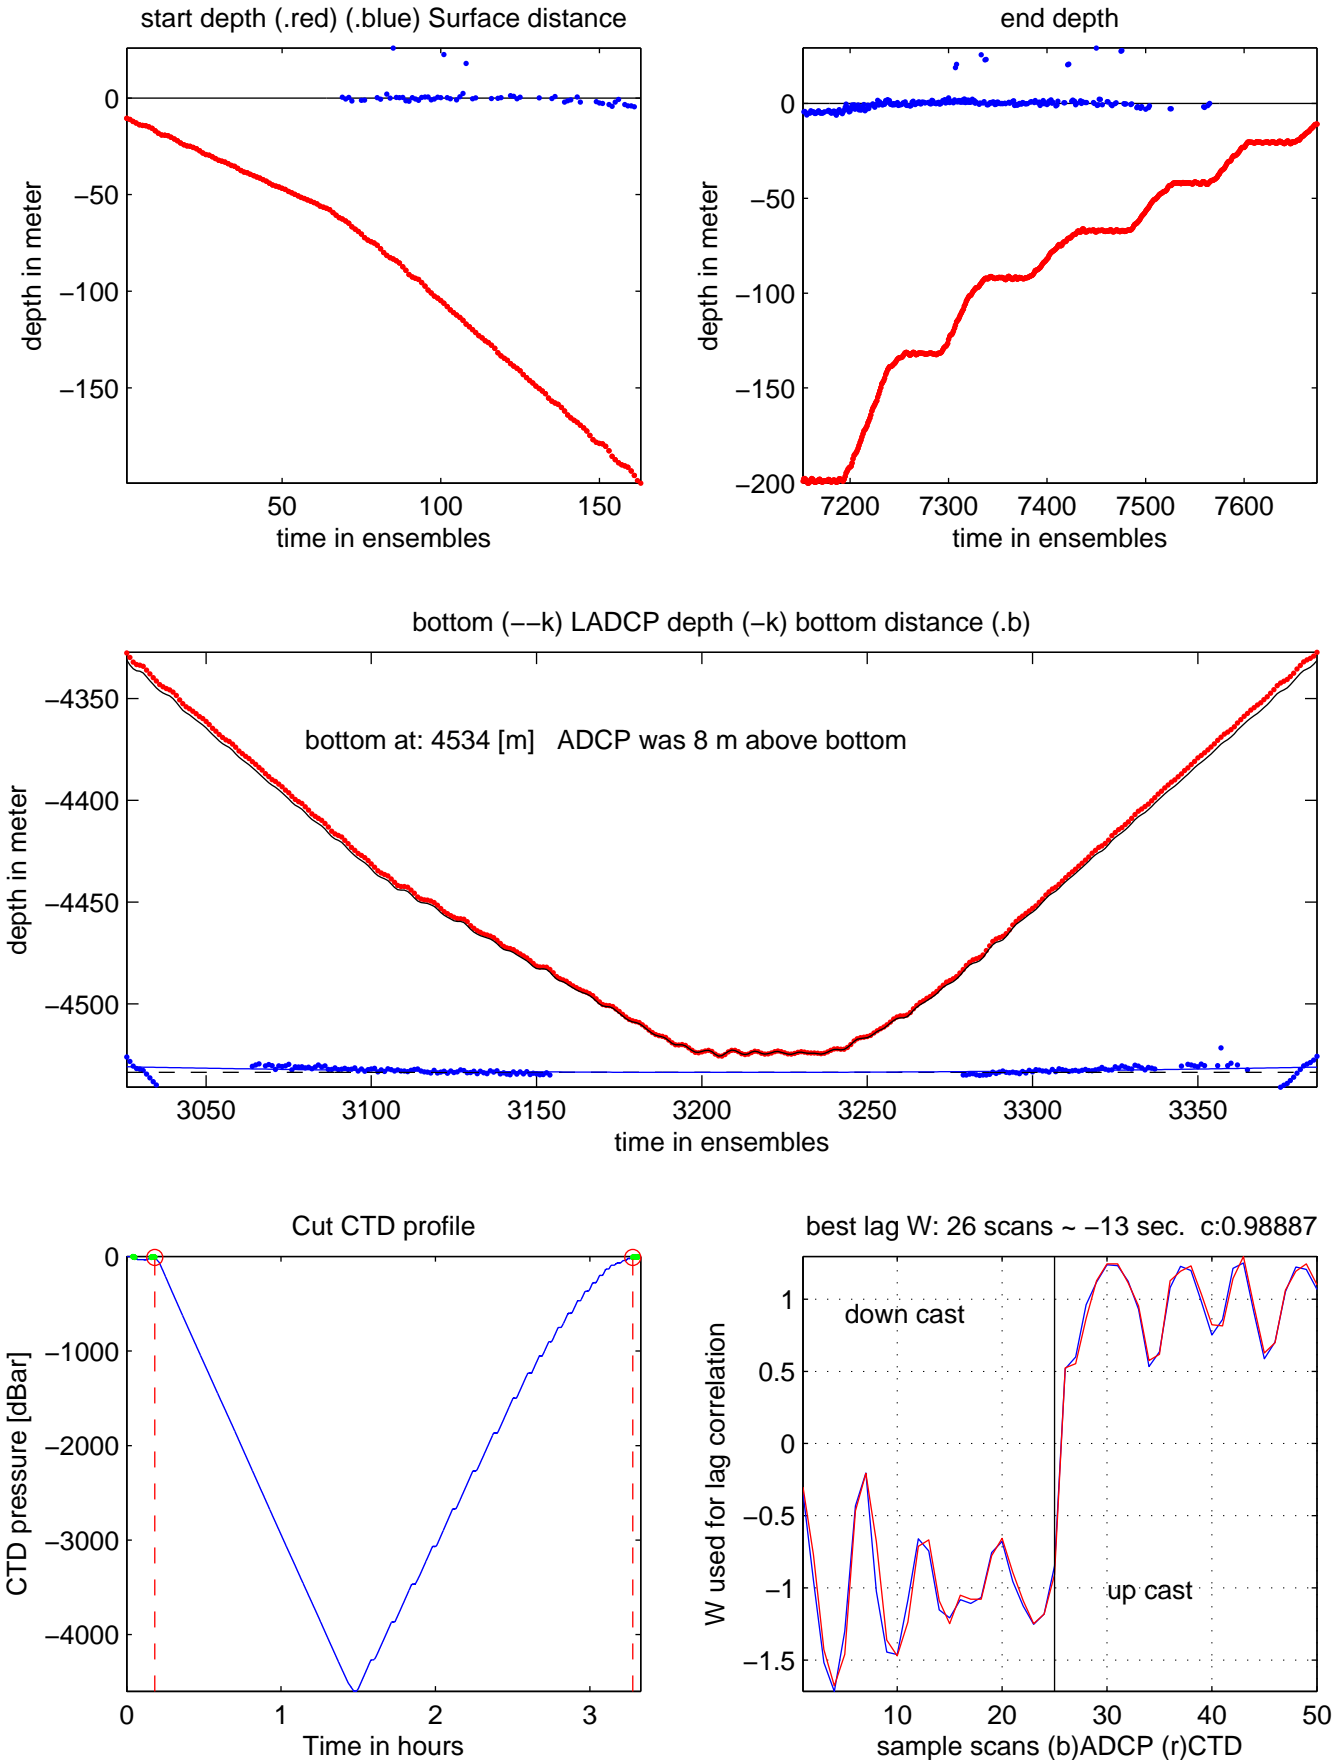 start depth (.red) (.blue) Surface distance
0
−50
−100
−150
depth in meter
50
100
150
time in ensembles
end depth
0
−50
−100
−150
−200
depth in meter
7200
7300
7400
7500
7600
time in ensembles
bottom (−−k) LADCP depth (−k) bottom distance (.b)
−4350
−4400
−4450
−4500
depth in meter
bottom at: 4534 [m]   ADCP was 8 m above bottom
3050
3100
3150
3200
3250
3300
3350
time in ensembles
Cut CTD profile
0
−1000
−2000
−3000
−4000
CTD pressure [dBar]
0
1
2
3
Time in hours
best lag W: 26 scans ~ −13 sec.  c:0.98887
1
0.5
0
−0.5
−1
−1.5
W used for lag correlation
down cast
up cast
10
20
30
40
50
sample scans (b)ADCP (r)CTD